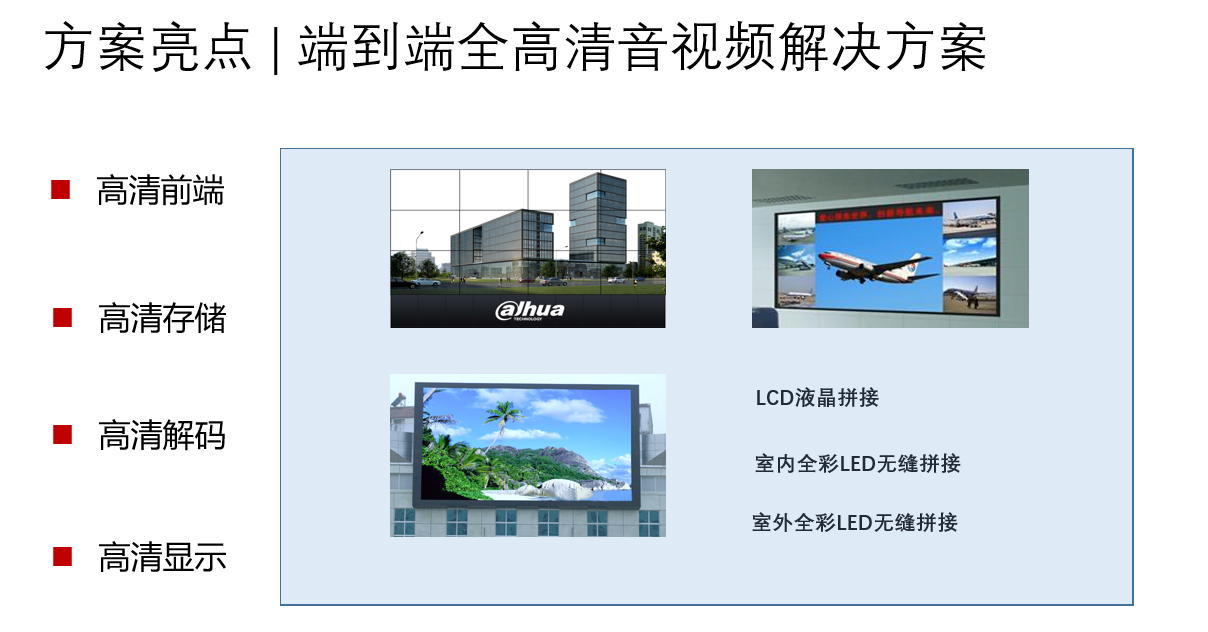 方案亮点 | 端到端全高清音视频解决方案
高清前端
高清存储
高清解码
高清显示
alhua
TECHNOLOGY
LCD液晶拼接
室内全彩LED无缝拼接
室外全彩LED无缝拼接